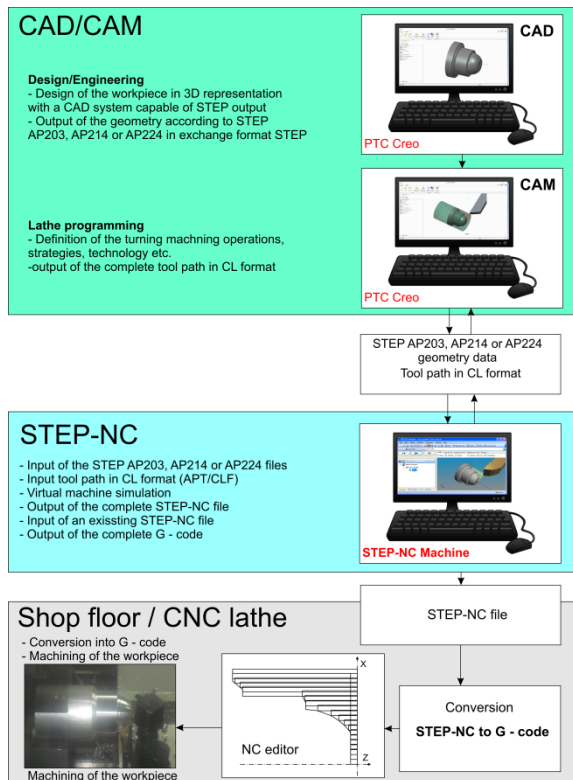 CAD/CAM
CAD
Design/Engineering
- Design of the workpiece in 3D representation
with a CAD system capable of STEP output
- Output of the geometry according to STEP
AP203, AP214 or AP224 in exchange format STEP
PTC Creo
CAM
Lathe programming
- Definition of the turning machning operations,
strategies, technology etc.
-output of the complete tool path in CL format
PTC Creo
STEP AP203, AP214 or AP224
geometry data
Tool path in CL format
STEP-NC
- Input of the STEP AP203, AP214 or AP224 files
- Input tool path in CL format (APT/CLF)
- Virtual machine simulation
- Output of the complete STEP-NC file
- Input of an exissting STEP-NC file
- Output of the complete G - code
STEP-NC Machine
STEP-NC file
Shop floor / CNC lathe
- Conversion into G - code
- Machining of the workpiece
X
Z
NC editor
Conversion
STEP-NC to G - code
Machining of the workpiece